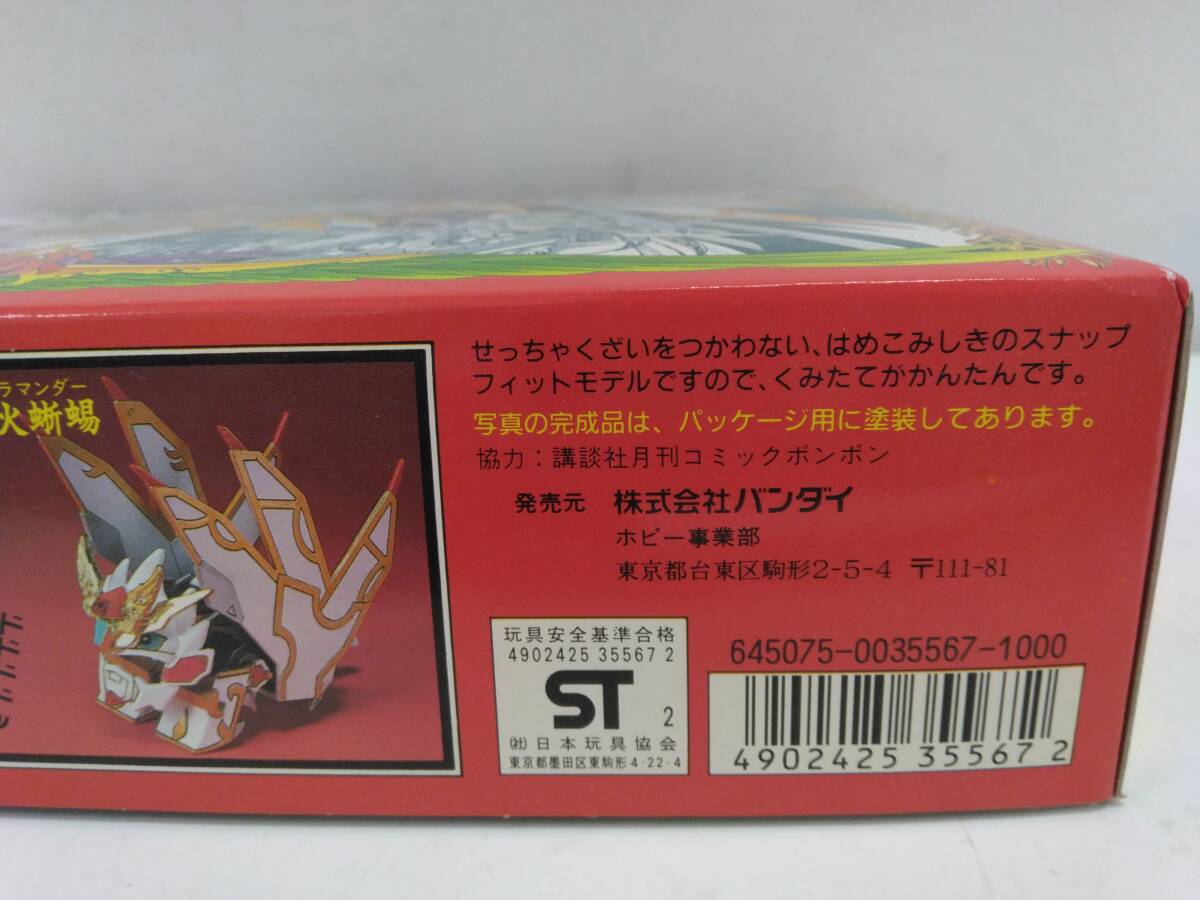 ラマンダー
火蜥蜴
せっちゃくざいをつかわない、はめこみしきのスナップ
フィットモデルですので、くみたてがかんたんです。
写真の完成品は、パッケージ用に塗装してあります。
協力：講談社月刊コミックボンボン
発売元 株式会社バンダイ
ホビー事業部
東京都台東区駒形2-5-4 〒111-81
玩具安全基準合格
4902425 35567 2
ST 2
㈳日本玩具協会
東京都墨田区東駒形4-22-4
645075-0035567-1000
4902425 355672